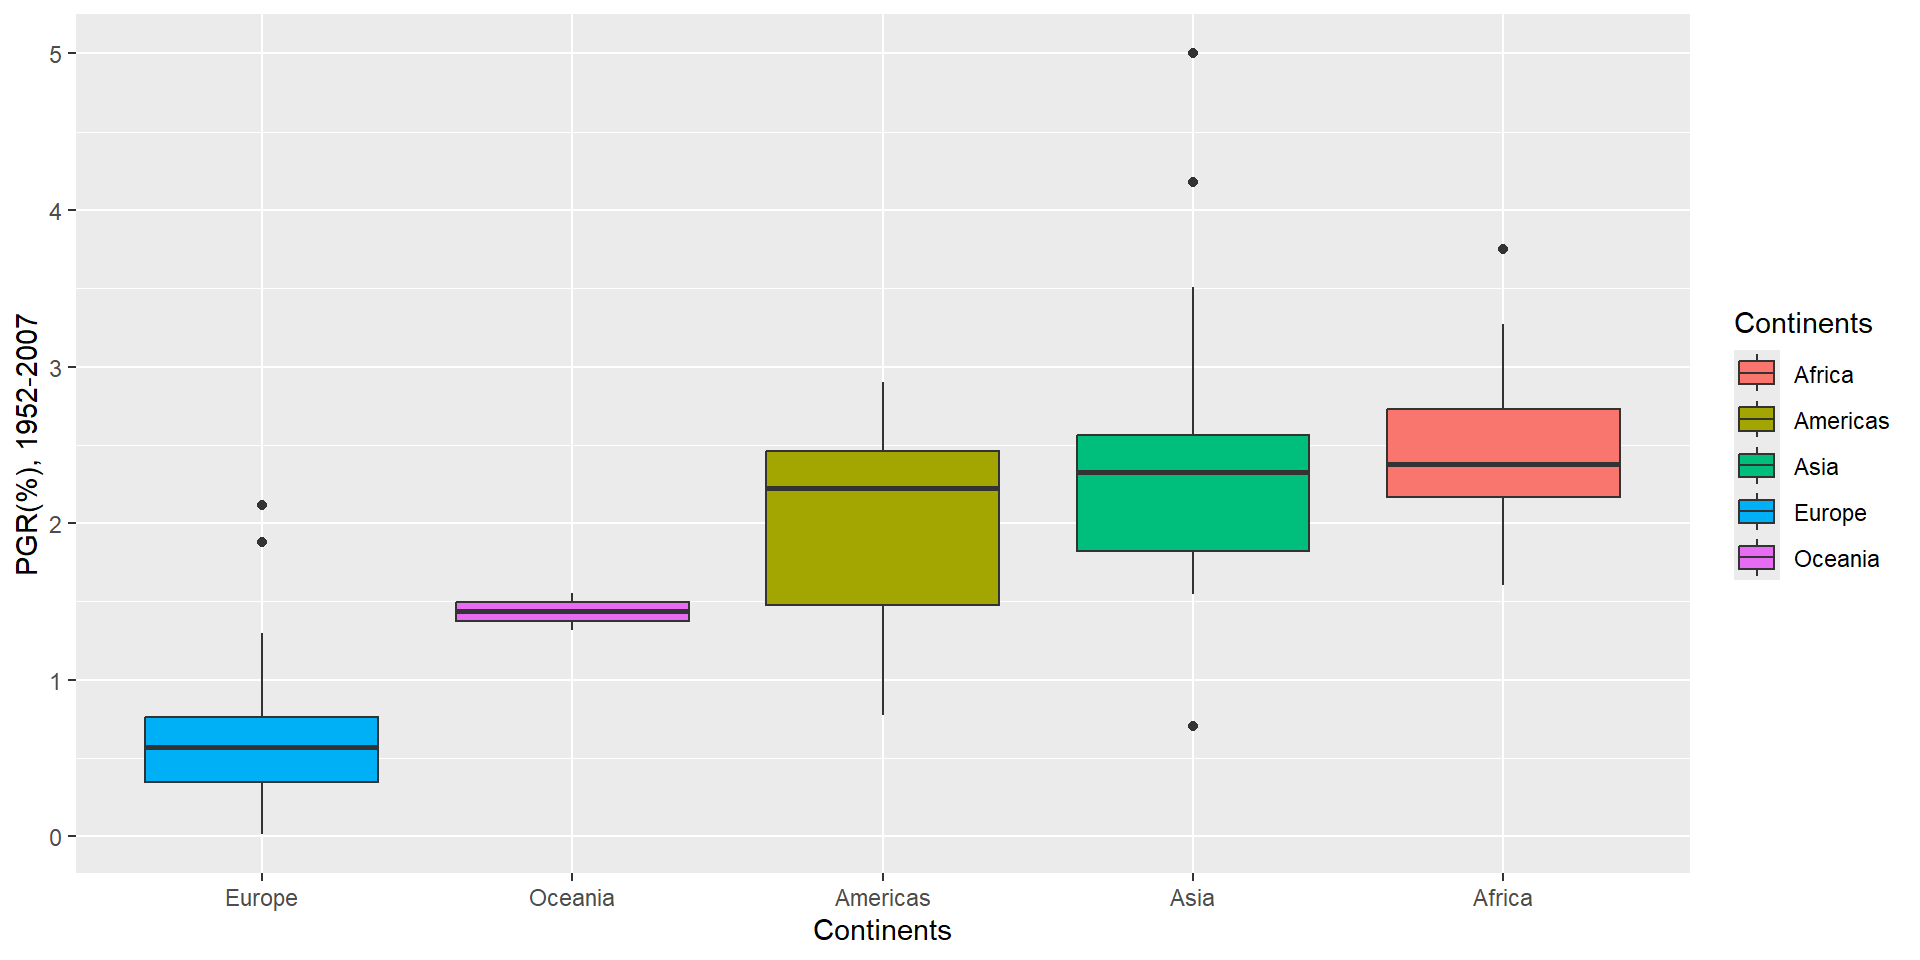 5
4
3
2
1
0
PGR(%), 1952-2007
Europe
Oceania
Americas
Asia
Africa
Continents
Continents
Africa
Americas
Asia
Europe
Oceania